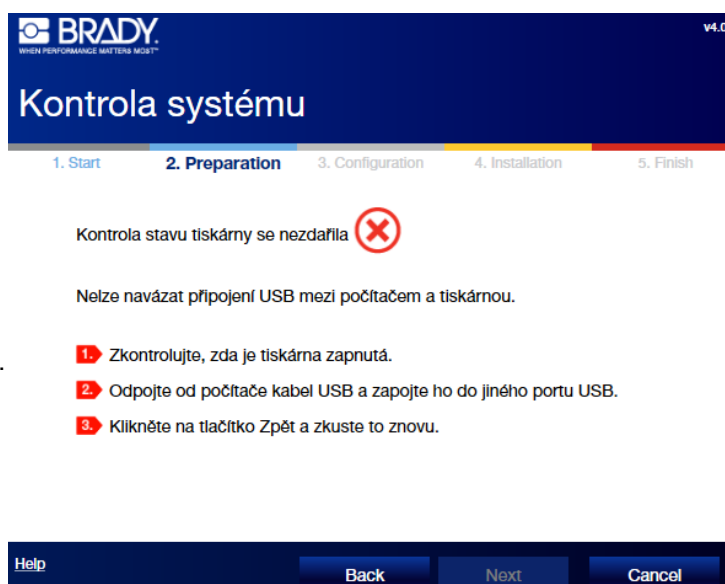 BRADY.
WHEN PERFORMANCE MATTERS MOST™
v4.0
Kontrola systému
1. Start 2. Preparation 3. Configuration 4. Installation 5. Finish
Kontrola stavu tiskárny se nezdařila
Nelze navázat připojení USB mezi počítačem a tiskárnou.
1. Zkontrolujte, zda je tiskárna zapnutá.
2. Odpojte od počítače kabel USB a zapojte ho do jiného portu USB.
3. Klikněte na tlačítko Zpět a zkuste to znovu.
Help Back Next Cancel